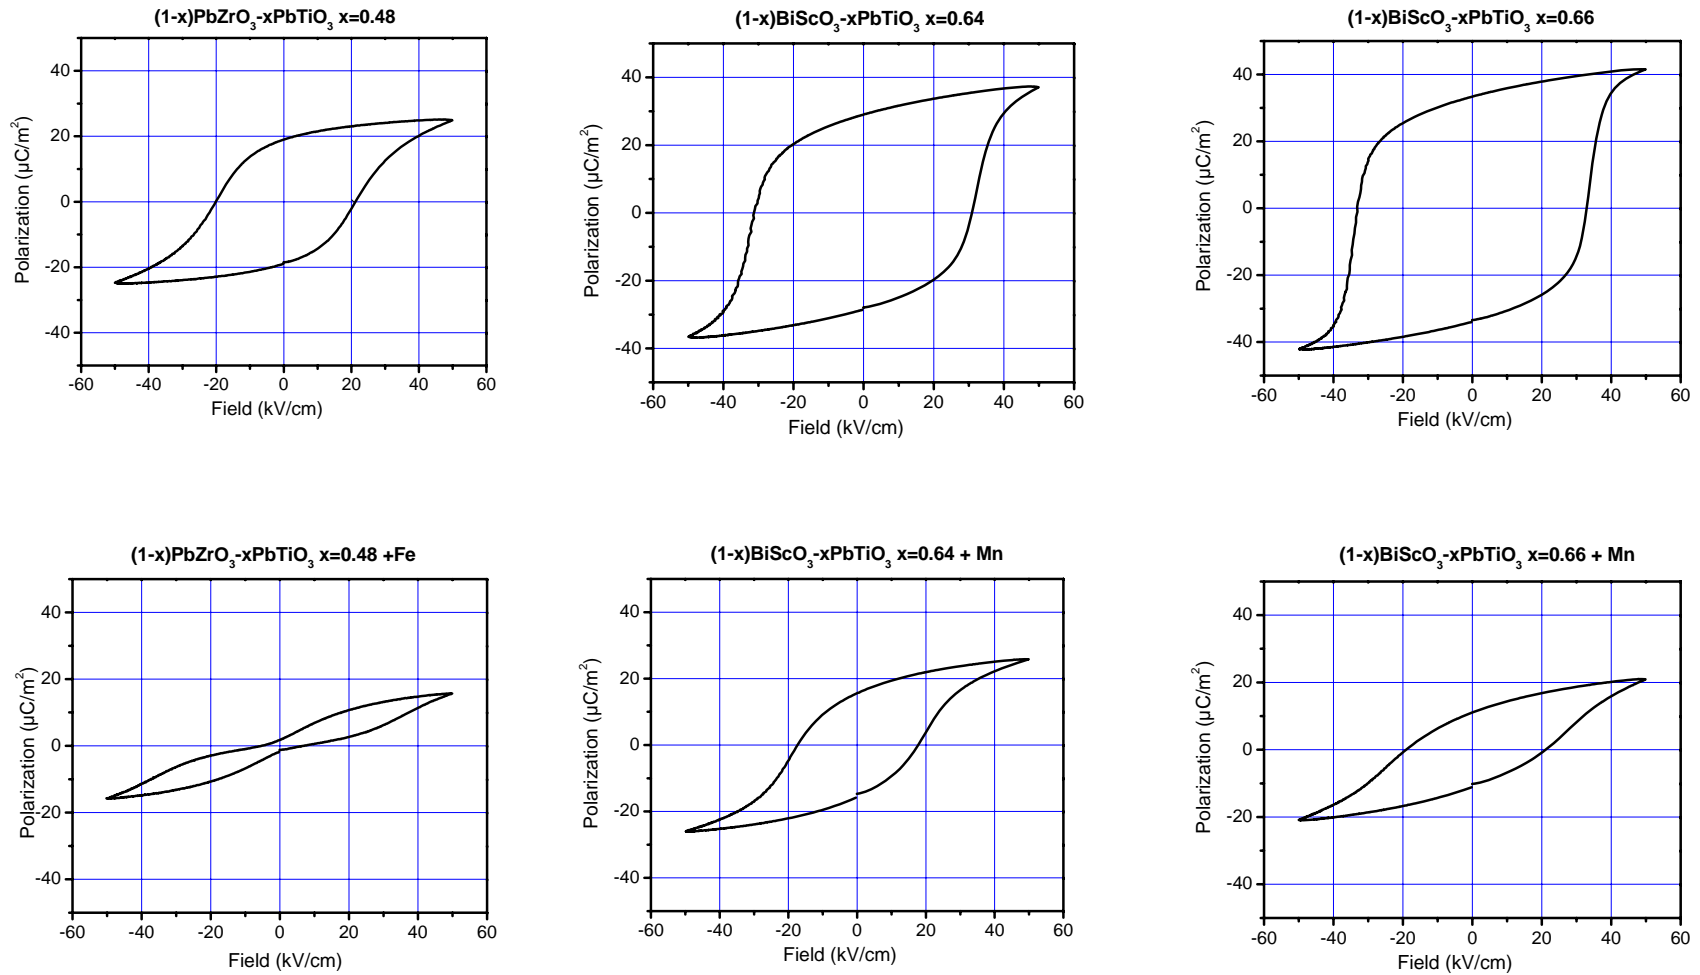 (1-x)PbZrO₃-xPbTiO₃ x=0.48
40
20
0
-20
-40
-60 -40 -20 0 20 40 60
Polarization (µC/m²)
Field (kV/cm)
(1-x)BiScO₃-xPbTiO₃ x=0.64
40
20
0
-20
-40
-60 -40 -20 0 20 40 60
Polarization (µC/m²)
Field (kV/cm)
(1-x)BiScO₃-xPbTiO₃ x=0.66
40
20
0
-20
-40
-60 -40 -20 0 20 40 60
Polarization (µC/m²)
Field (kV/cm)
(1-x)PbZrO₃-xPbTiO₃ x=0.48 +Fe
40
20
0
-20
-40
-60 -40 -20 0 20 40 60
Polarization (µC/m²)
Field (kV/cm)
(1-x)BiScO₃-xPbTiO₃ x=0.64 + Mn
40
20
0
-20
-40
-60 -40 -20 0 20 40 60
Polarization (µC/m²)
Field (kV/cm)
(1-x)BiScO₃-xPbTiO₃ x=0.66 + Mn
40
20
0
-20
-40
-60 -40 -20 0 20 40 60
Polarization (µC/m²)
Field (kV/cm)